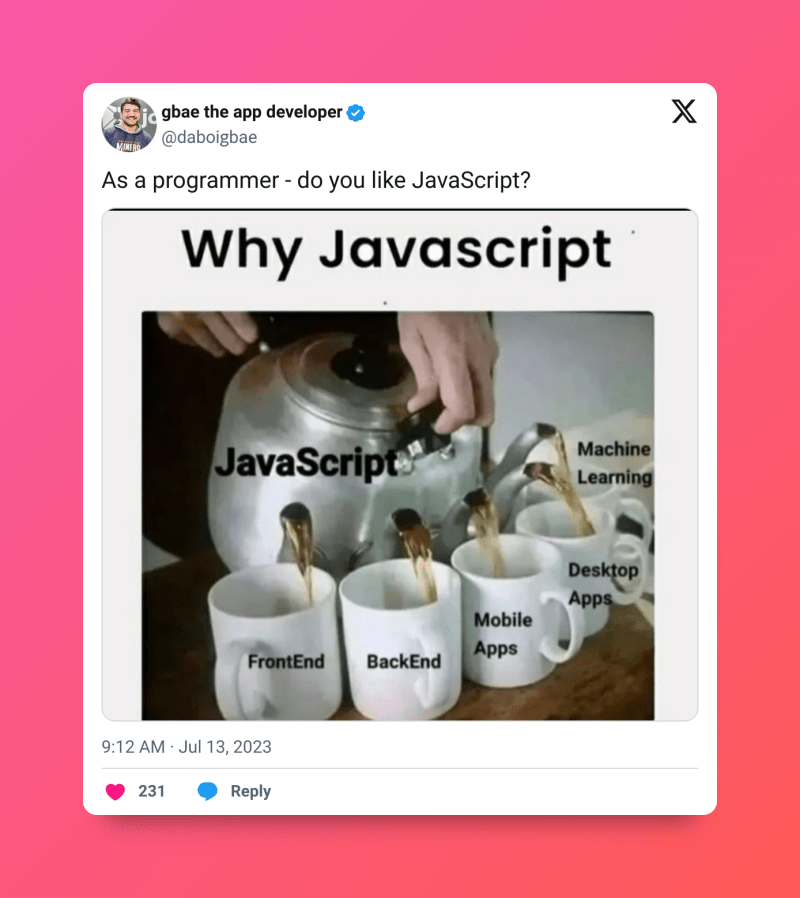 gbae the app developer
@daboigbae
As a programmer - do you like JavaScript?
Why Javascript
JavaScript
Machine
Learning
Desktop
Apps
Mobile
Apps
FrontEnd
BackEnd
9:12 AM · Jul 13, 2023
231
Reply